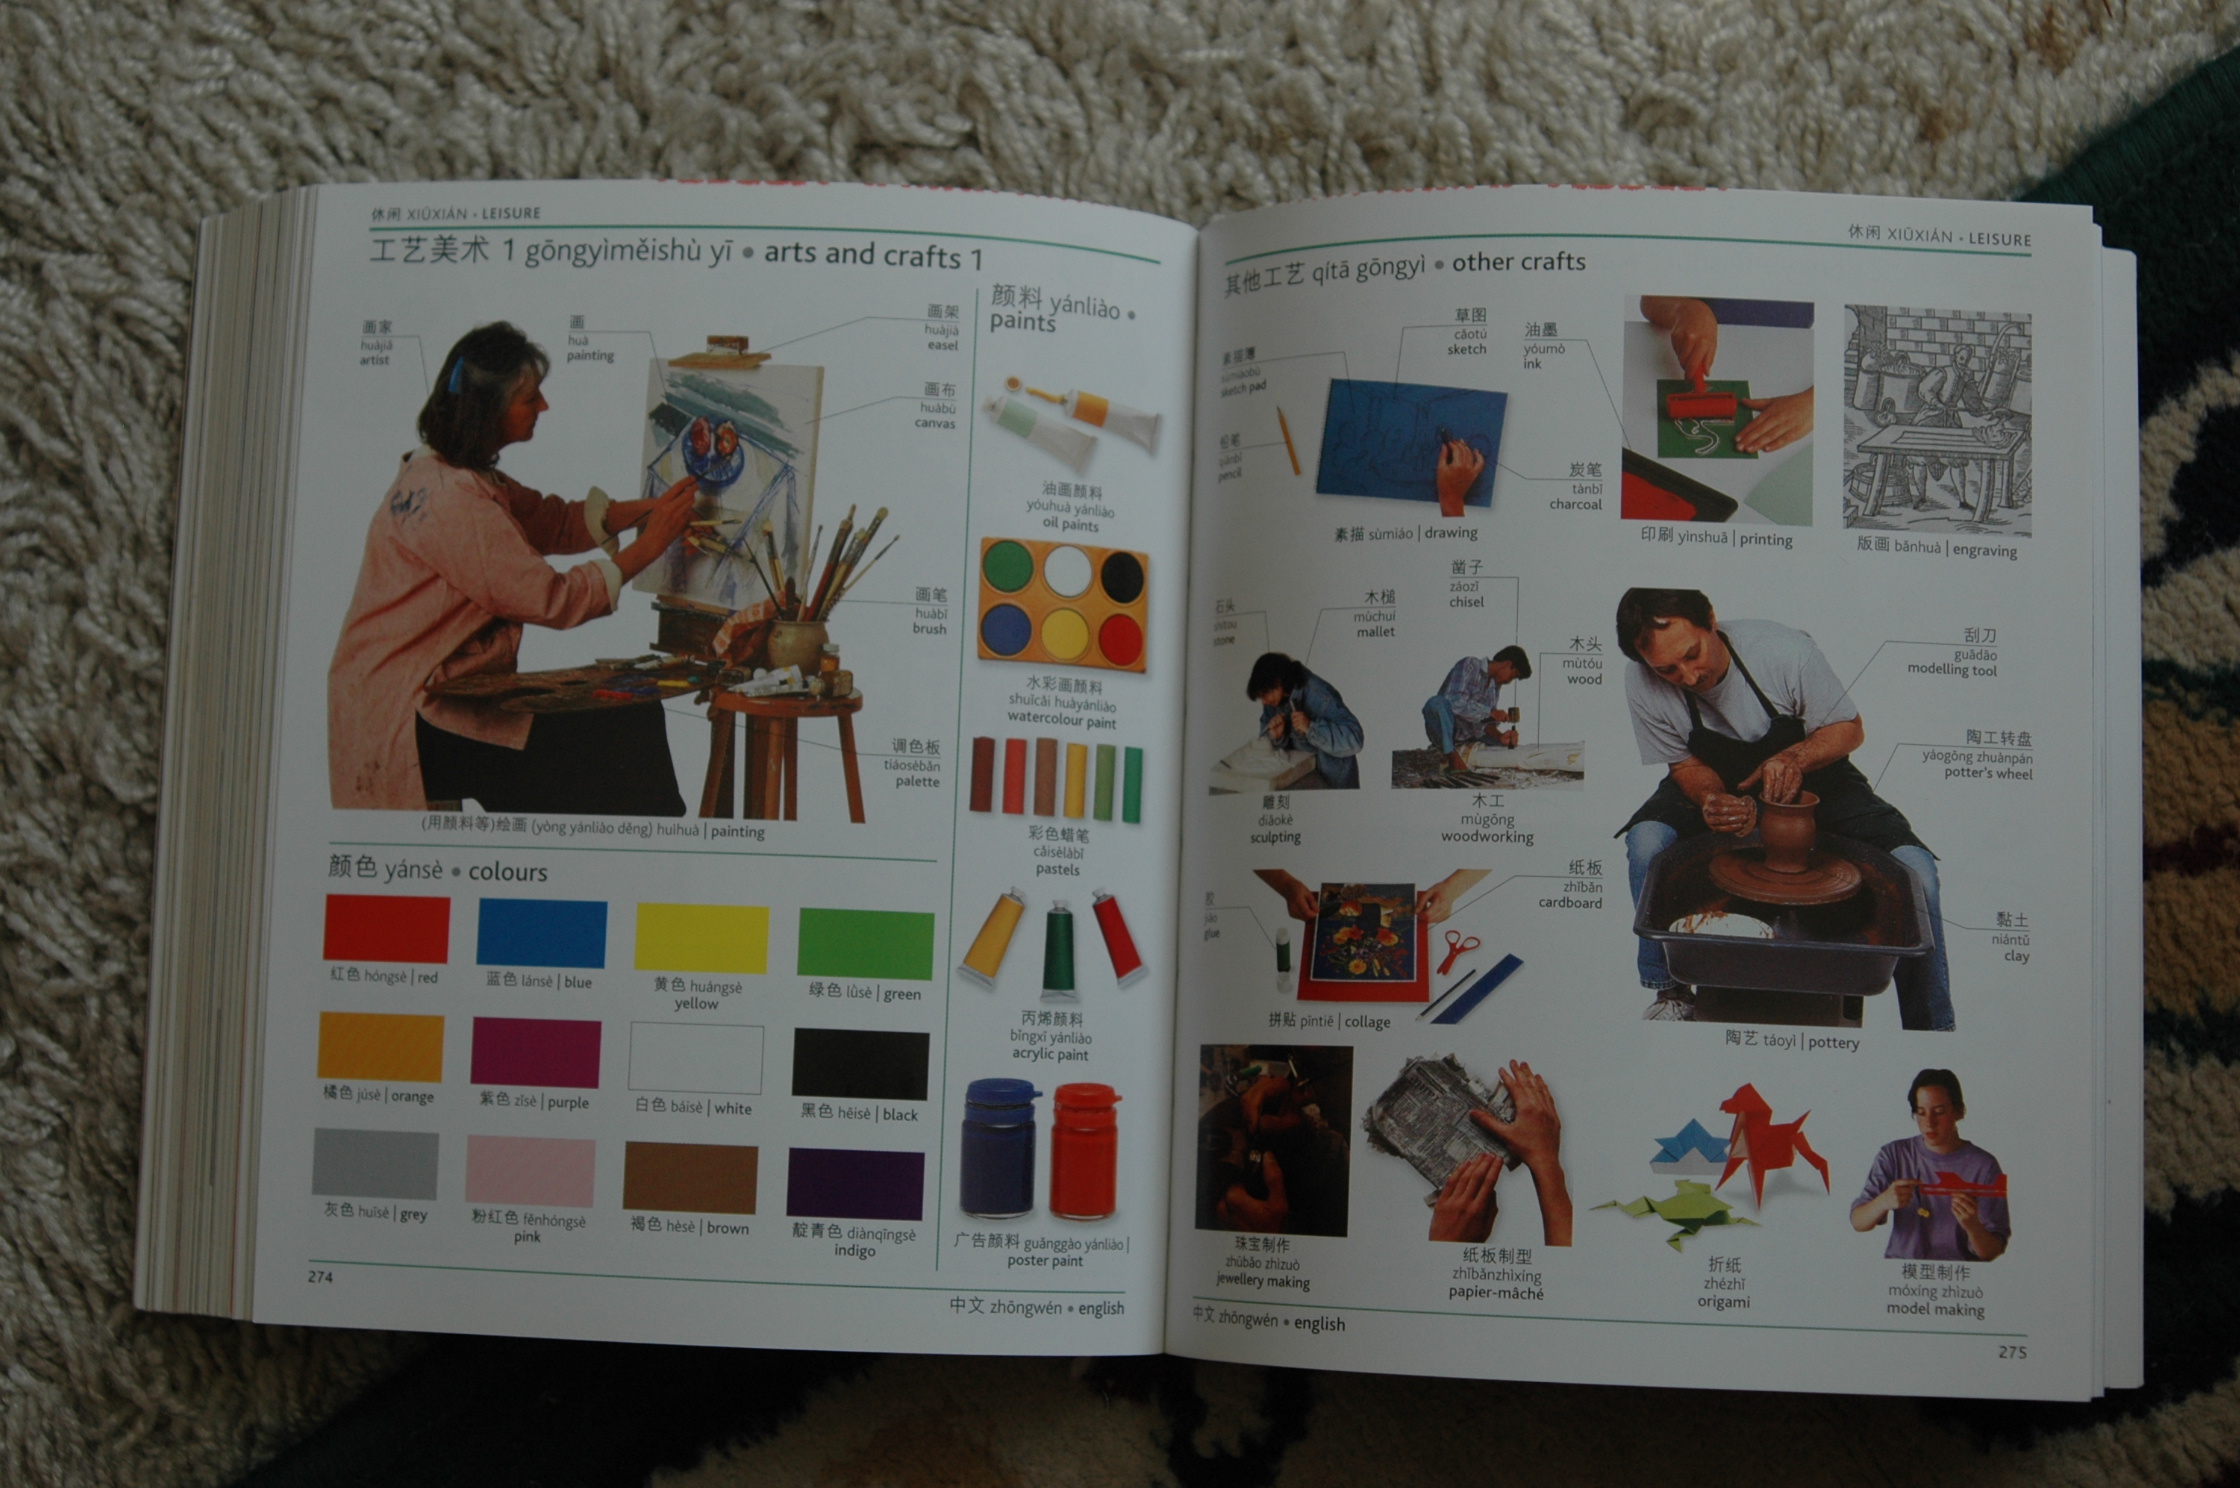 休闲 XIŪXIÁN • LEISURE
工艺美术 1 gōngyìměishù yī • arts and crafts 1
画家
huàjiā
artist
画
huà
painting
画架
huàjià
easel
画布
huàbù
canvas
画笔
huàbǐ
brush
调色板
tiáosèbǎn
palette
(用颜料等)绘画 (yòng yánliào děng) huìhuà | painting
颜色 yánsè • colours
红色 hóngsè | red
蓝色 lánsè | blue
黄色 huángsè
yellow
绿色 lǜsè | green
橘色 júsè | orange
紫色 zǐsè | purple
白色 báisè | white
黑色 hēisè | black
灰色 huīsè | grey
粉红色 fěnhóngsè
pink
褐色 hèsè | brown
靛青色 diànqīngsè
indigo
颜料 yánliào •
paints
油画颜料
yóuhuà yánliào
oil paints
水彩画颜料
shuǐcǎi huàyánliào
watercolour paint
彩色蜡笔
cǎisèlàbǐ
pastels
丙烯颜料
bǐngxī yánliào
acrylic paint
广告颜料 guǎnggào yánliào |
poster paint
274
中文 zhōngwén • english
休闲 XIŪXIÁN • LEISURE
其他工艺 qítā gōngyì • other crafts
素描薄
sùmiáobù
sketch pad
草图
cǎotú
sketch
油墨
yóumò
ink
铅笔
qiānbǐ
pencil
炭笔
tànbǐ
charcoal
素描 sùmiáo | drawing
印刷 yìnshuā | printing
版画 bǎnhuà | engraving
石头
shítou
stone
木槌
mùchuí
mallet
凿子
záozi
chisel
木头
mùtóu
wood
雕刻
diāokè
sculpting
木工
mùgōng
woodworking
刮刀
guādāo
modelling tool
陶工转盘
yáogōng zhuànpán
potter's wheel
黏土
niántǔ
clay
陶艺 táoyì | pottery
胶
jiāo
glue
纸板
zhǐbǎn
cardboard
拼贴 pīntiē | collage
珠宝制作
zhūbǎo zhìzuò
jewellery making
纸板制型
zhǐbǎnzhìxíng
papier-mâché
折纸
zhézhǐ
origami
模型制作
móxíng zhìzuò
model making
中文 zhōngwén • english
275